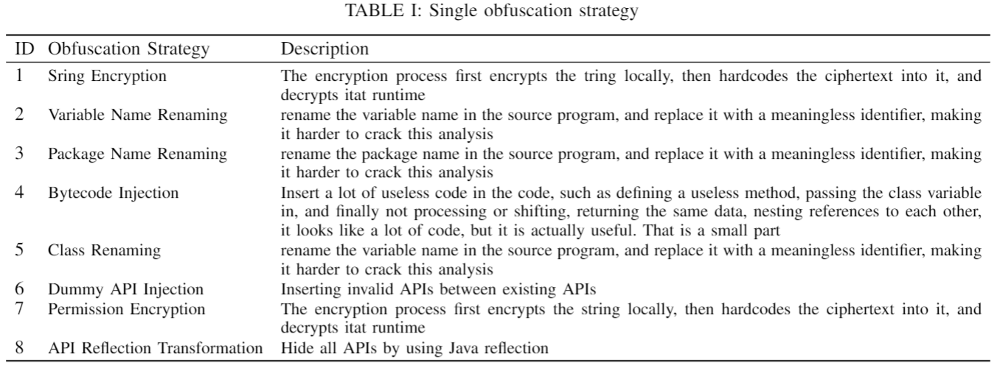 TABLE I: Single obfuscation strategy
ID Obfuscation Strategy Description
1 Sring Encryption The encryption process first encrypts the tring locally, then hardcodes the ciphertext into it, and
decrypts itat runtime
2 Variable Name Renaming rename the variable name in the source program, and replace it with a meaningless identifier, making
it harder to crack this analysis
3 Package Name Renaming rename the package name in the source program, and replace it with a meaningless identifier, making
it harder to crack this analysis
4 Bytecode Injection Insert a lot of useless code in the code, such as defining a useless method, passing the class variable
in, and finally not processing or shifting, returning the same data, nesting references to each other,
it looks like a lot of code, but it is actually useful. That is a small part
5 Class Renaming rename the variable name in the source program, and replace it with a meaningless identifier, making
it harder to crack this analysis
6 Dummy API Injection Inserting invalid APIs between existing APIs
7 Permission Encryption The encryption process first encrypts the string locally, then hardcodes the ciphertext into it, and
decrypts itat runtime
8 API Reflection Transformation Hide all APIs by using Java reflection